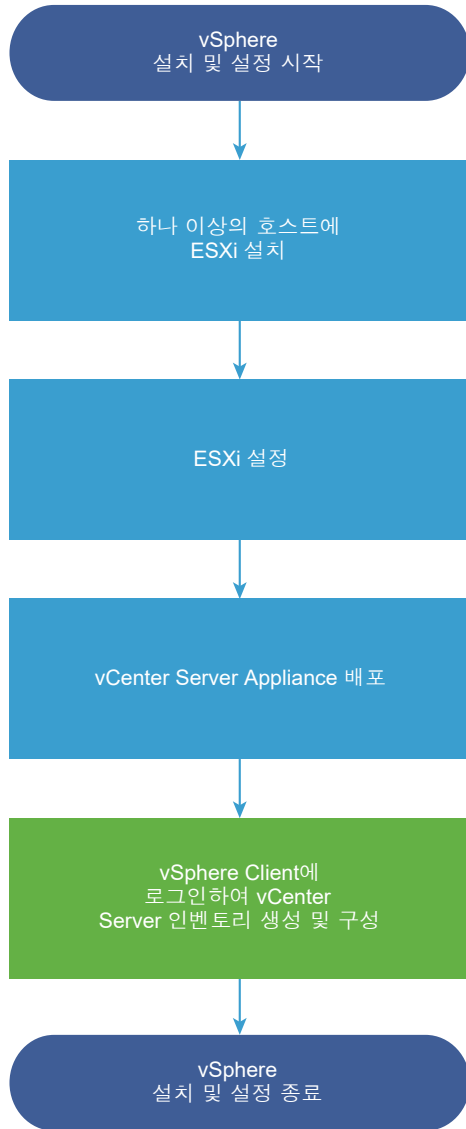 vSphere
설치 및 설정 시작
하나 이상의 호스트에
ESXi 설치
ESXi 설정
vCenter Server Appliance 배포
vSphere Client에
로그인하여 vCenter
Server 인벤토리 생성 및 구성
vSphere
설치 및 설정 종료